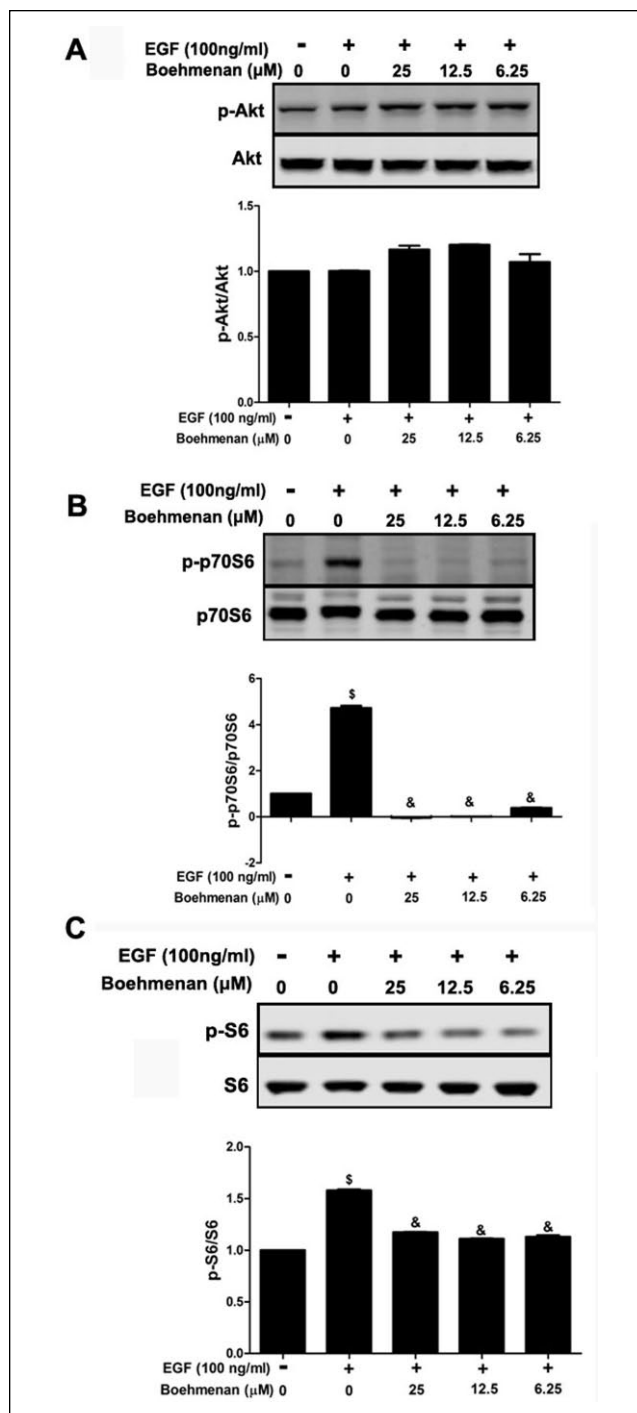 A
EGF (100ng/ml) - + + + +
Boehmenan (µM) 0 0 25 12.5 6.25
p-Akt
Akt
1.5
1.0
0.5
0.0
p-Akt/Akt
EGF (100 ng/ml) - + + + +
Boehmenan (µM) 0 0 25 12.5 6.25
B
EGF (100ng/ml) - + + + +
Boehmenan (µM) 0 0 25 12.5 6.25
p-p70S6
p70S6
6
4
2
0
-2
p-p70S6/p70S6
$ & & &
EGF (100 ng/ml) - + + + +
Boehmenan (µM) 0 0 25 12.5 6.25
C
EGF (100ng/ml) - + + + +
Boehmenan (µM) 0 0 25 12.5 6.25
p-S6
S6
2.0
1.5
1.0
0.5
0.0
p-S6/S6
$ & & &
EGF (100 ng/ml) - + + + +
Boehmenan (µM) 0 0 25 12.5 6.25